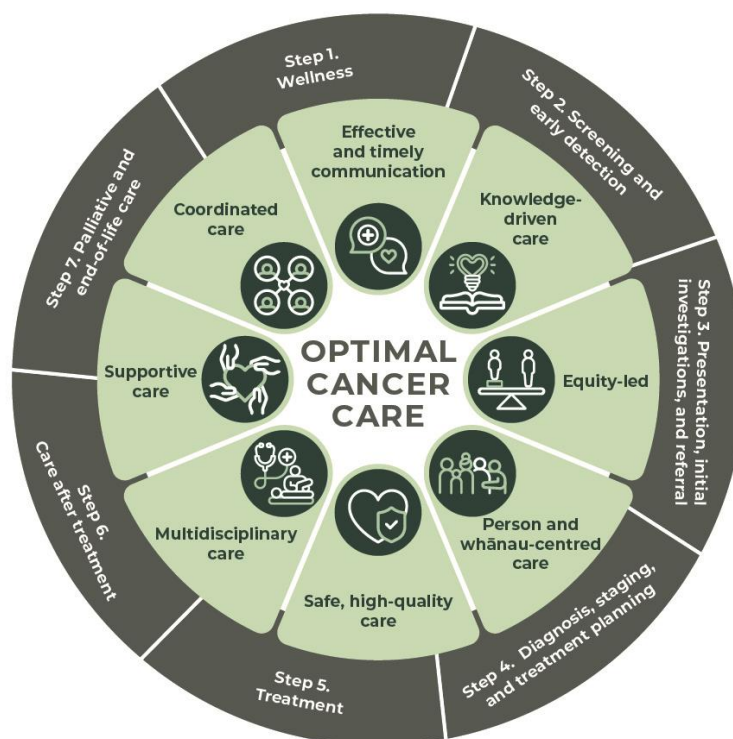 Step 1.
Wellness
Step 2. Screening and
early detection
Step 3. Presentation, initial
investigations, and referral
Step 4. Diagnosis, staging,
and treatment planning
Step 5.
Treatment
Step 6.
Care after treatment
Step 7. Palliative and
end-of-life care
Effective
and timely
communication
Knowledge-
driven
care
Equity-led
Person and
whānau-centred
care
Safe, high-quality
care
Multidisciplinary
care
Supportive
care
Coordinated
care
OPTIMAL
CANCER
CARE